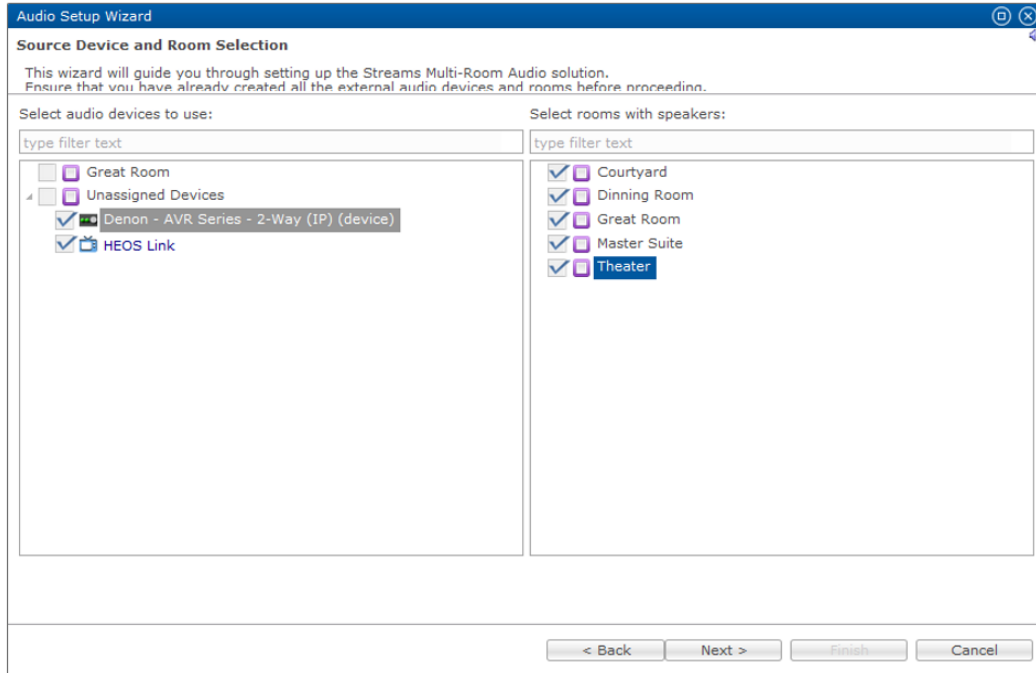 Audio Setup Wizard
Source Device and Room Selection
This wizard will guide you through setting up the Streams Multi-Room Audio solution.
Ensure that you have already created all the external audio devices and rooms before proceeding.
Select audio devices to use:
type filter text
Great Room
Unassigned Devices
Denon - AVR Series - 2-Way (IP) (device)
HEOS Link
Select rooms with speakers:
type filter text
Courtyard
Dinning Room
Great Room
Master Suite
Theater
< Back
Next >
Finish
Cancel